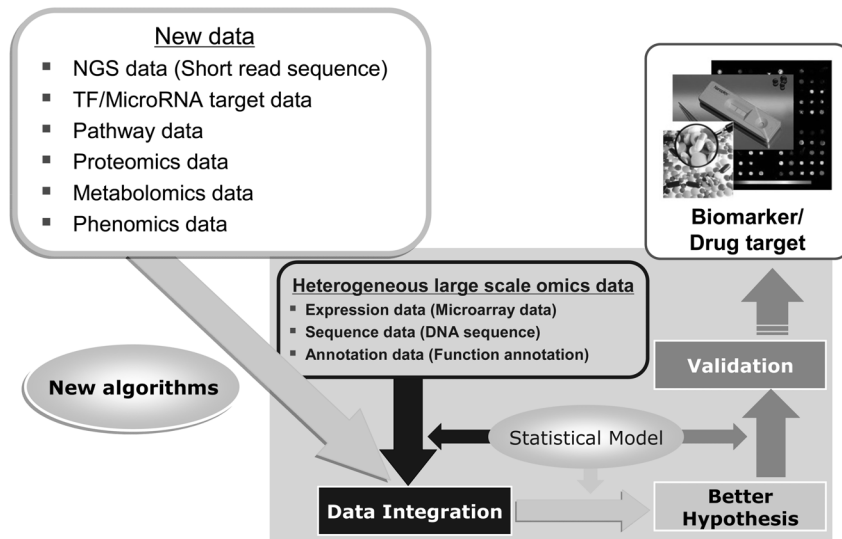 New data
▪ NGS data (Short read sequence)
▪ TF/MicroRNA target data
▪ Pathway data
▪ Proteomics data
▪ Metabolomics data
▪ Phenomics data
Biomarker/
Drug target
Heterogeneous large scale omics data
▪ Expression data (Microarray data)
▪ Sequence data (DNA sequence)
▪ Annotation data (Function annotation)
New algorithms
Validation
Statistical Model
Data Integration
Better
Hypothesis